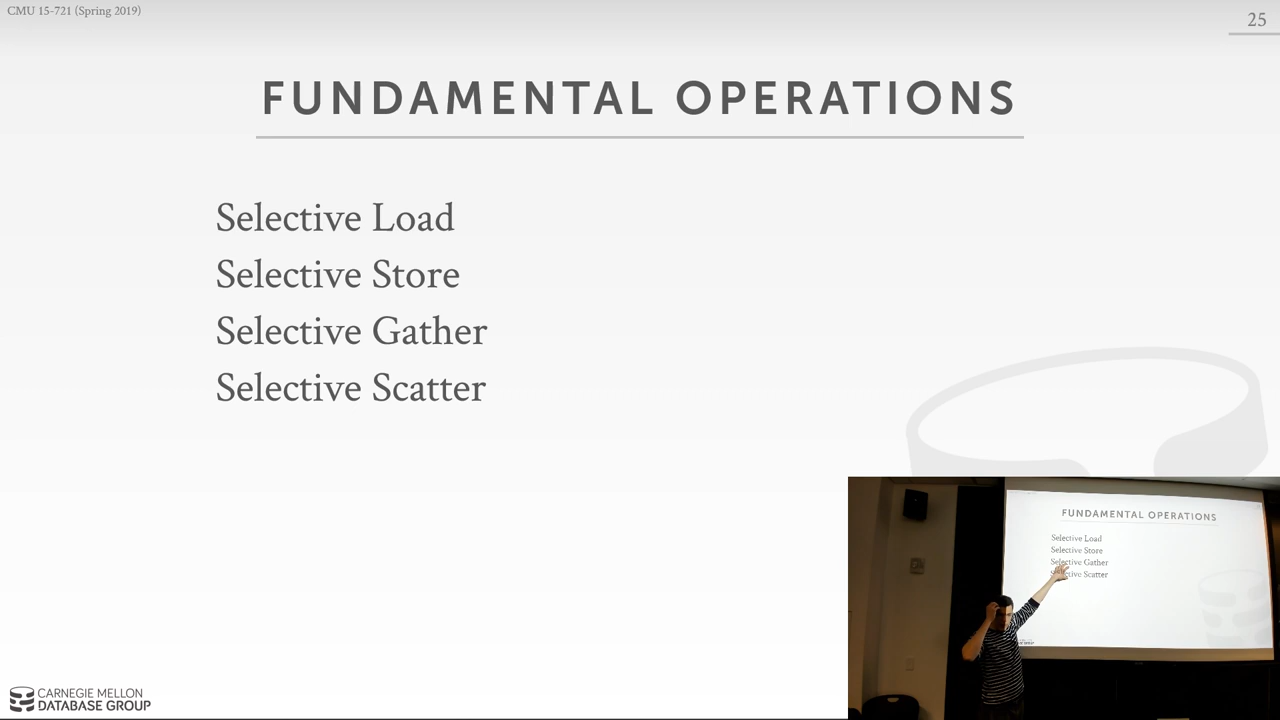 CMU 15-721 (Spring 2019)
25
FUNDAMENTAL OPERATIONS
Selective Load
Selective Store
Selective Gather
Selective Scatter
FUNDAMENTAL OPERATIONS
Selective Load
Selective Store
Selective Gather
Scatter
CARNEGIE MELLON
DATABASE GROUP